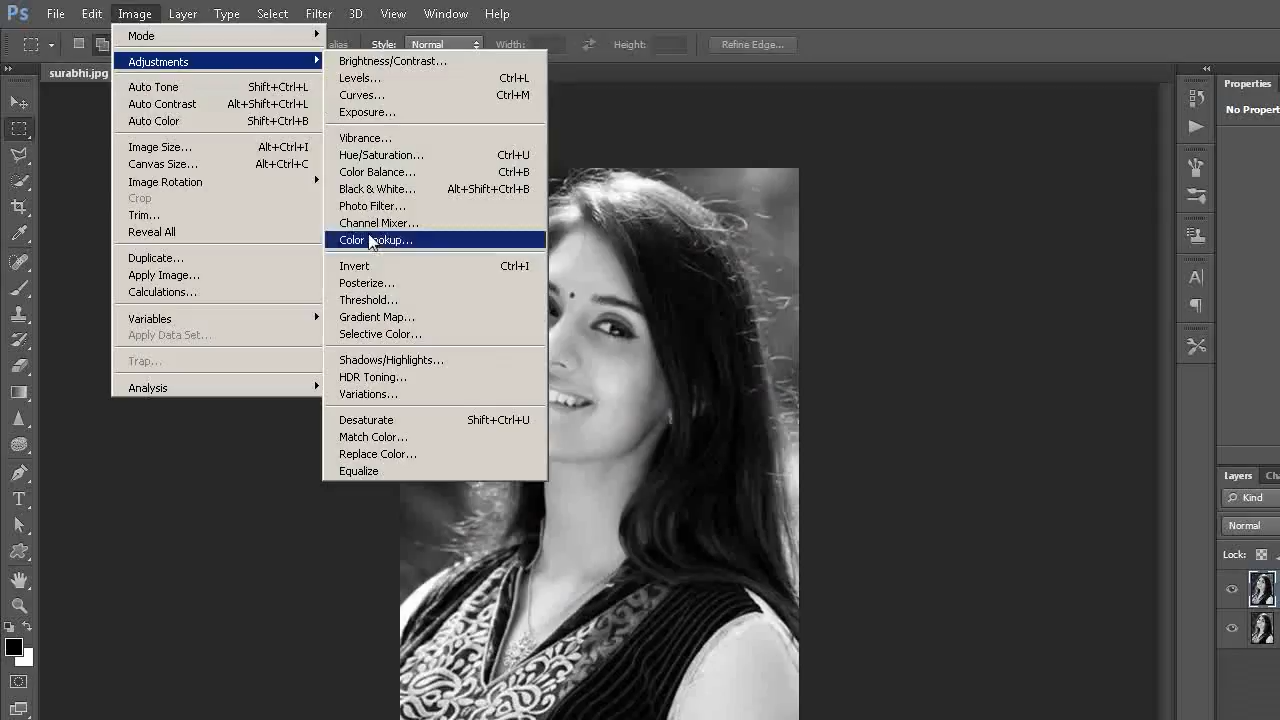 Ps File Edit Image Layer Type Select Filter 3D View Window Help
alias Style: Normal Width: Height: Refine Edge...
surabhi.jpg
Mode
Adjustments
Auto Tone Shift+Ctrl+L
Auto Contrast Alt+Shift+Ctrl+L
Auto Color Shift+Ctrl+B
Image Size... Alt+Ctrl+I
Canvas Size... Alt+Ctrl+C
Image Rotation
Crop
Trim...
Reveal All
Duplicate...
Apply Image...
Calculations...
Variables
Apply Data Set...
Trap...
Analysis
Brightness/Contrast...
Levels... Ctrl+L
Curves... Ctrl+M
Exposure...
Vibrance...
Hue/Saturation... Ctrl+U
Color Balance... Ctrl+B
Black & White... Alt+Shift+Ctrl+B
Photo Filter...
Channel Mixer...
Color Lookup...
Invert Ctrl+I
Posterize...
Threshold...
Gradient Map...
Selective Color...
Shadows/Highlights...
HDR Toning...
Variations...
Desaturate Shift+Ctrl+U
Match Color...
Replace Color...
Equalize
Properties
No Propert
Layers Cha
Kind
Normal
Lock: